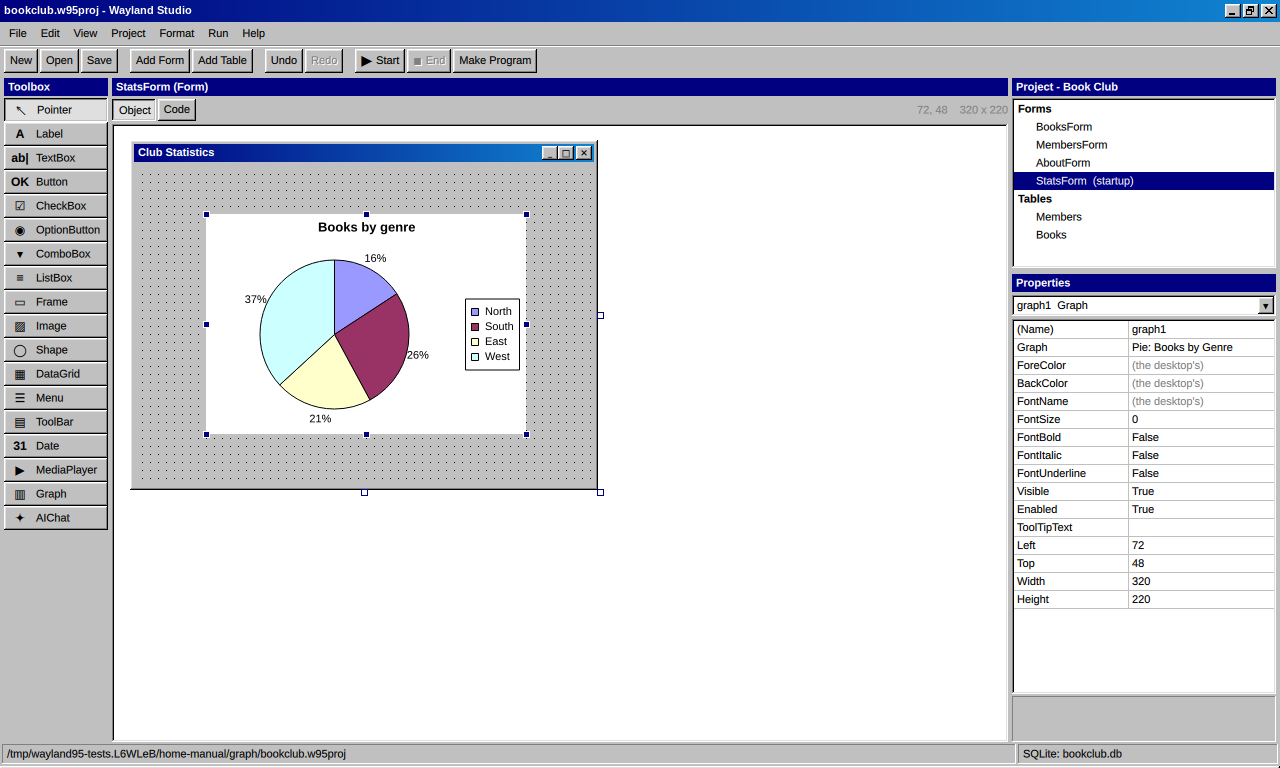 bookclub.w95proj - Wayland Studio
File Edit View Project Format Run Help
New Open Save Add Form Add Table Undo Redo Start End Make Program
Toolbox
Pointer
A Label
ab| TextBox
OK Button
CheckBox
OptionButton
ComboBox
ListBox
Frame
Image
Shape
DataGrid
Menu
ToolBar
31 Date
MediaPlayer
Graph
AIChat
StatsForm (Form)
Object Code 72, 48 320 x 220
Club Statistics
Books by genre
16%
37%
26%
21%
North
South
East
West
Project - Book Club
Forms
BooksForm
MembersForm
AboutForm
StatsForm (startup)
Tables
Members
Books
Properties
graph1 Graph
(Name) graph1
Graph Pie: Books by Genre
ForeColor (the desktop's)
BackColor (the desktop's)
FontName (the desktop's)
FontSize 0
FontBold False
FontItalic False
FontUnderline False
Visible True
Enabled True
ToolTipText
Left 72
Top 48
Width 320
Height 220
/tmp/wayland95-tests.L6WLeB/home-manual/graph/bookclub.w95proj
SQLite: bookclub.db